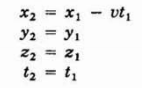 x₂ = x₁ − vt₁
y₂ = y₁
z₂ = z₁
t₂ = t₁